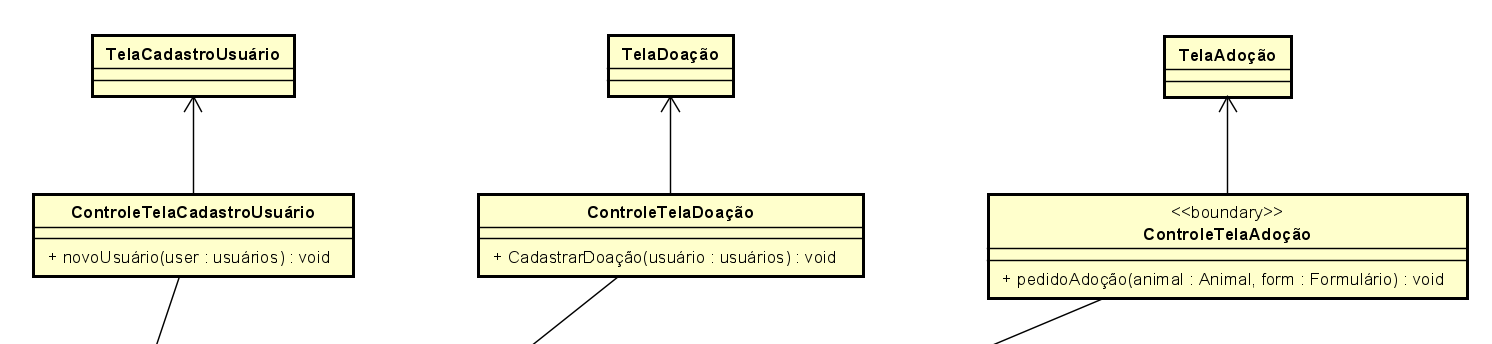 TelaCadastroUsuário
TelaDoação
TelaAdoção
ControleTelaCadastroUsuário
+ novoUsuário(user : usuários) : void
ControleTelaDoação
+ CadastrarDoação(usuário : usuários) : void
<<boundary>>
ControleTelaAdoção
+ pedidoAdoção(animal : Animal, form : Formulário) : void